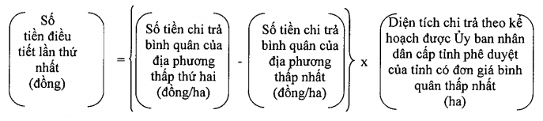 Số
tiền điều
tiết lần thứ
nhất
(đồng)
=
Số tiền chi trả
bình quân của
địa phương
thấp thứ hai
(đồng/ha)
-
Số tiền chi trả
bình quân của
địa phương
thấp nhất
(đồng/ha)
x
Diện tích chi trả theo kế
hoạch được Ủy ban nhân
dân cấp tỉnh phê duyệt
của tỉnh có đơn giá bình
quân thấp nhất
(ha)